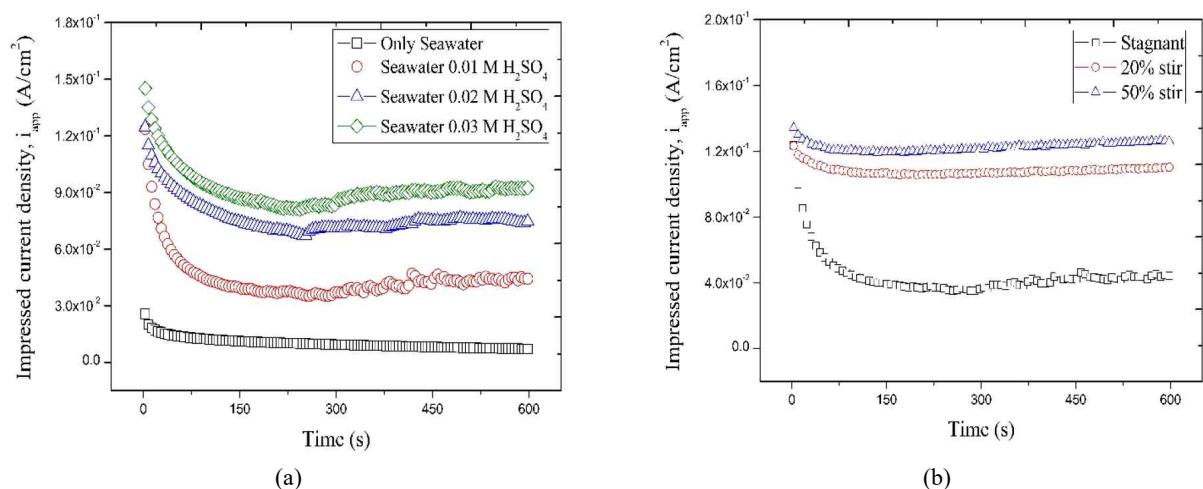 1.8x10⁻¹
1.5x10⁻¹
1.2x10⁻¹
9.0x10⁻²
6.0x10⁻²
3.0x10⁻²
0.0
Impressed current density, i_app (A/cm²)
Only Seawater
Seawater 0.01 M H₂SO₄
Seawater 0.02 M H₂SO₄
Seawater 0.03 M H₂SO₄
0 150 300 450 600
Time (s)
(a)
2.0x10⁻¹
1.6x10⁻¹
1.2x10⁻¹
8.0x10⁻²
4.0x10⁻²
0.0
Impressed current density, i_app (A/cm²)
Stagnant
20% stir
50% stir
0 150 300 450 600
Time (s)
(b)